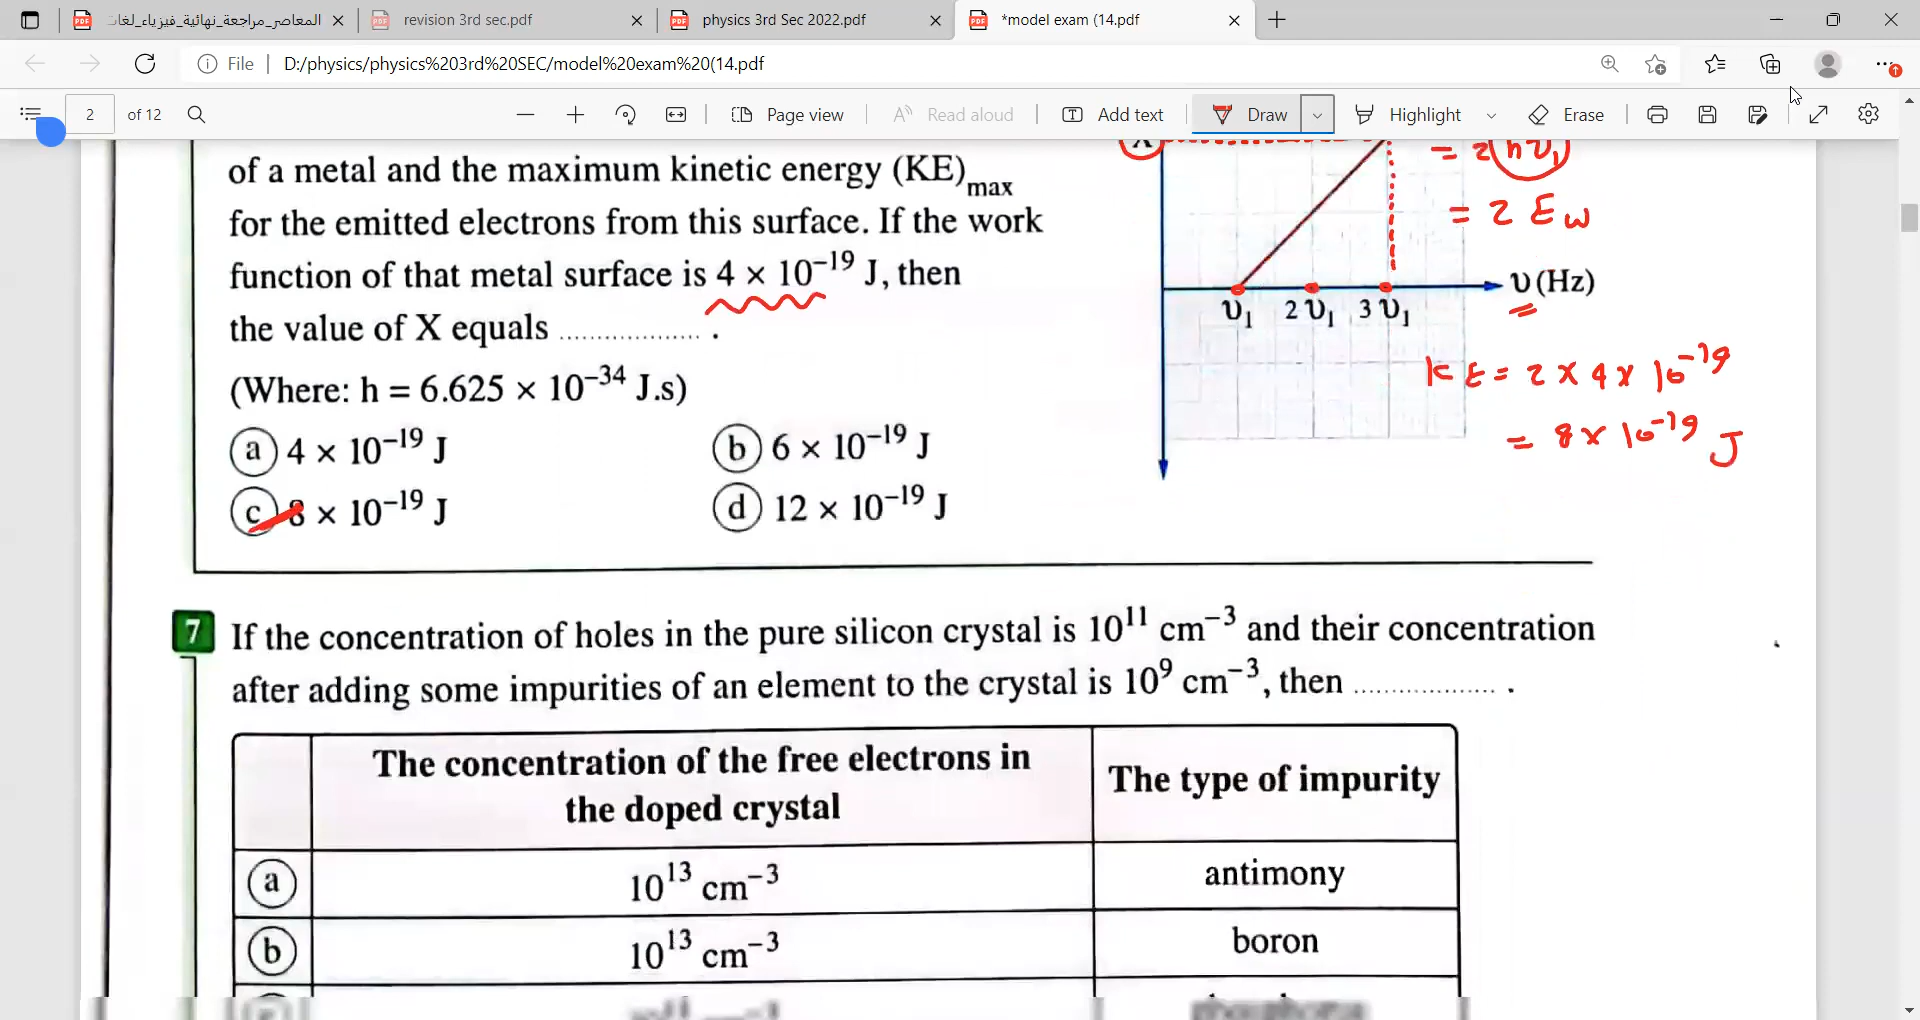 المعاصر_مراجعة_نهائية_فيزياء_لغات
revision 3rd sec.pdf
physics 3rd Sec 2022.pdf
*model exam (14.pdf
File
D:/physics/physics%203rd%20SEC/model%20exam%20(14.pdf
2 of 12
Page view
Read aloud
Add text
Draw
Highlight
Erase
of a metal and the maximum kinetic energy (KE)max
for the emitted electrons from this surface. If the work
function of that metal surface is 4 × 10⁻¹⁹ J, then
the value of X equals .................. .
(Where: h = 6.625 × 10⁻³⁴ J.s)
a 4 × 10⁻¹⁹ J
b 6 × 10⁻¹⁹ J
c 8 × 10⁻¹⁹ J
d 12 × 10⁻¹⁹ J
= 2(hυ₁)
= 2 Ew
υ (Hz)
υ₁ 2υ₁ 3υ₁
KE = 2 × 4 × 10⁻¹⁹
= 8 × 10⁻¹⁹ J
7 If the concentration of holes in the pure silicon crystal is 10¹¹ cm⁻³ and their concentration
after adding some impurities of an element to the crystal is 10⁹ cm⁻³, then .................. .
The concentration of the free electrons in
the doped crystal
The type of impurity
a 10¹³ cm⁻³ antimony
b 10¹³ cm⁻³ boron